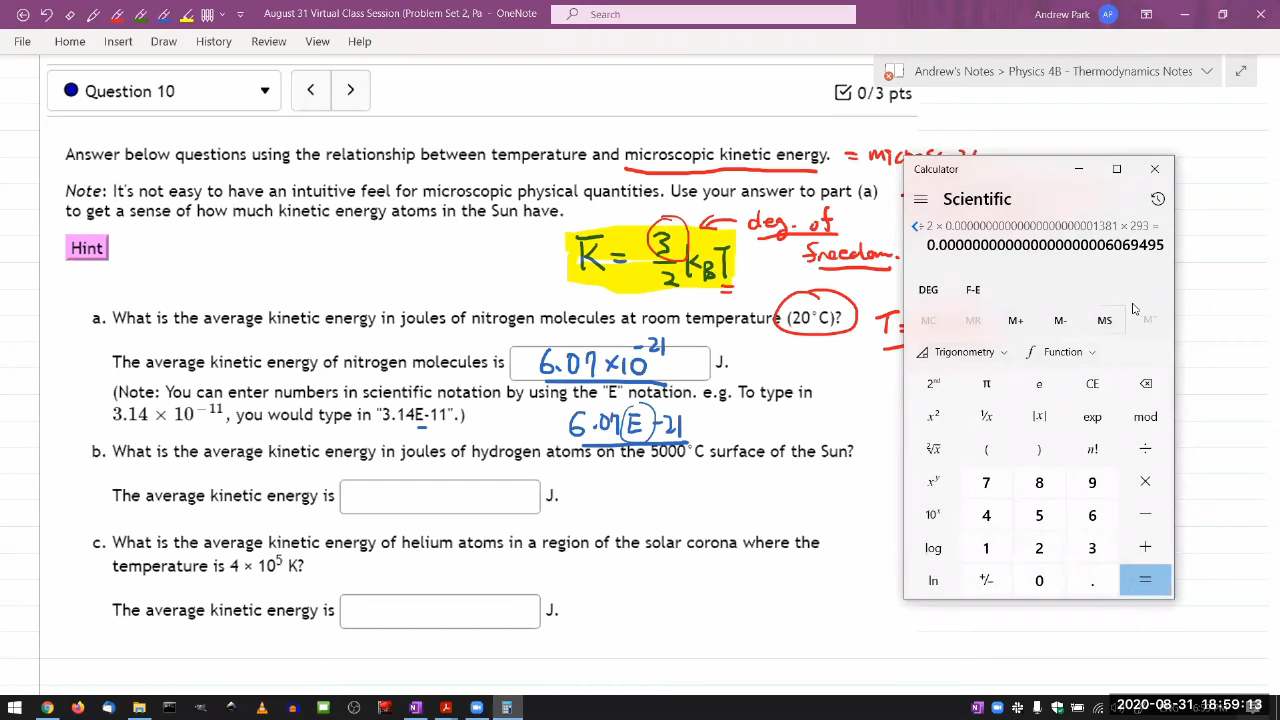 August 31 Virtual Class Session (Problem Set 2, Pa - OneNote
Search
Andrew Park AP
File Home Insert Draw History Review View Help
Andrew's Notes > Physics 4B - Thermodynamics Notes
Question 10
0/3 pts
Answer below questions using the relationship between temperature and microscopic kinetic energy. =
Note: It's not easy to have an intuitive feel for microscopic physical quantities. Use your answer to part (a)
to get a sense of how much kinetic energy atoms in the Sun have.
Hint
K̅ = 3/2 k_B T ← deg. of
freedom.
a. What is the average kinetic energy in joules of nitrogen molecules at room temperature (20°C)? T=
The average kinetic energy of nitrogen molecules is 6.07 × 10⁻²¹ J.
(Note: You can enter numbers in scientific notation by using the "E" notation. e.g. To type in
3.14 × 10⁻¹¹, you would type in "3.14E-11".)
6.07E-21
b. What is the average kinetic energy in joules of hydrogen atoms on the 5000°C surface of the Sun?
The average kinetic energy is J.
c. What is the average kinetic energy of helium atoms in a region of the solar corona where the
temperature is 4 × 10⁵ K?
The average kinetic energy is J.
Calculator
Scientific
÷ 2 × 0.00000000000000000000001381 × 293 =
0.000000000000000000006069495
DEG F-E
MC MR M+ M- MS M˅
Trigonometry Function
2ⁿᵈ π e CE
x² ¹/x |x| exp mod
²√x ( ) n! ÷
xʸ 7 8 9 ×
10ˣ 4 5 6 −
log 1 2 3 +
ln +/− 0 . =
2020-08-31 18:59:13